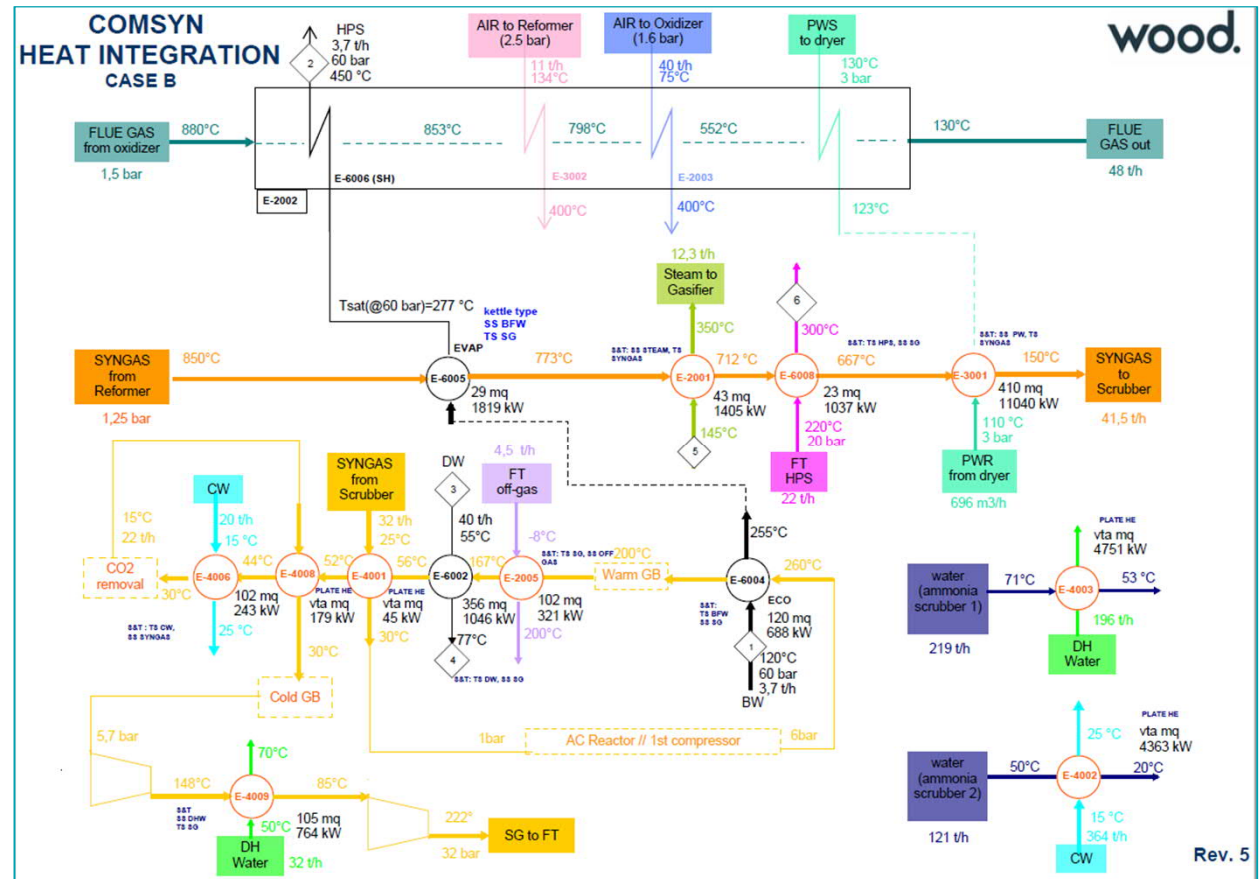 COMSYN
HEAT INTEGRATION
CASE B
wood.
HPS
3,7 t/h
60 bar
450 °C
2
AIR to Reformer
(2.5 bar)
11 t/h
134°C
AIR to Oxidizer
(1.6 bar)
40 t/h
75°C
PWS
to dryer
130°C
3 bar
FLUE GAS
from oxidizer
1,5 bar
880°C
853°C
798°C
552°C
130°C
FLUE
GAS out
48 t/h
E-6006 (SH)
E-3002
E-2003
E-2002
400°C
400°C
123°C
12,3 t/h
Steam to
Gasifier
350°C
6
300°C
Tsat(@60 bar)=277 °C
kettle type
SS BFW
TS SG
EVAP
SYNGAS
from
Reformer
1,25 bar
850°C
E-6005
29 mq
1819 kW
773°C
S&T: SS STEAM, TS
SYNGAS
E-2001
43 mq
1405 kW
712 °C
S&T: TS HPS, SS SG
E-6008
23 mq
1037 kW
667°C
S&T: SS PW, TS
SYNGAS
E-3001
410 mq
11040 kW
150°C
SYNGAS
to
Scrubber
41,5 t/h
145°C
5
220°C
20 bar
FT
HPS
22 t/h
110 °C
3 bar
PWR
from dryer
696 m3/h
CW
20 t/h
15 °C
SYNGAS
from
Scrubber
32 t/h
25°C
DW
3
40 t/h
55°C
4,5 t/h
FT
off-gas
-8°C
255°C
15°C
22 t/h
CO2
removal
30°C
E-4006
102 mq
243 kW
44°C
E-4008
PLATE HE
vta mq
179 kW
52°C
E-4001
PLATE HE
vta mq
45 kW
56°C
E-6002
356 mq
1046 kW
167°C
E-2005
102 mq
321 kW
S&T: TS SG, SS OFF
GAS
200°C
Warm GB
E-6004
ECO
120 mq
688 kW
260°C
S&T:
TS BFW
SS SG
S&T : TS CW,
SS SYNGAS
25 °C
30°C
Cold GB
30°C
77°C
4
S&T: TS DW, SS SG
200°C
1
120°C
60 bar
3,7 t/h
BW
5,7 bar
1bar
AC Reactor // 1st compressor
6bar
70°C
148°C
S&T
SS DHW
TS SG
E-4009
105 mq
764 kW
85°C
50°C
DH
Water
32 t/h
222°
32 bar
SG to FT
PLATE HE
vta mq
4751 kW
water
(ammonia
scrubber 1)
219 t/h
71°C
E-4003
53 °C
196 t/h
DH
Water
PLATE HE
vta mq
4363 kW
25 °C
water
(ammonia
scrubber 2)
121 t/h
50°C
E-4002
20°C
15 °C
364 t/h
CW
Rev. 5